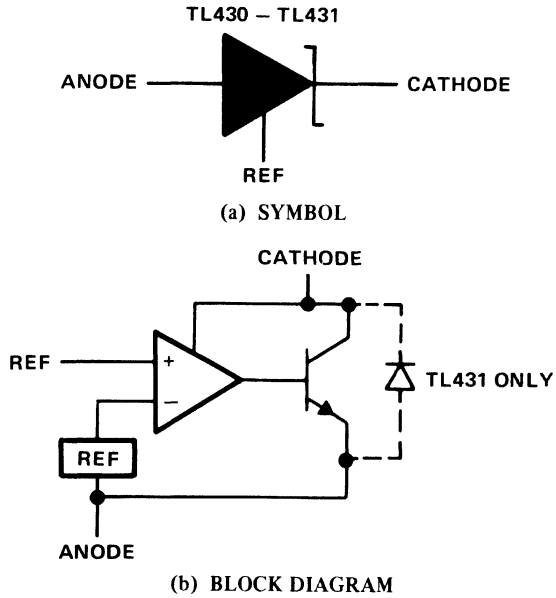 TL430 – TL431
ANODE
CATHODE
REF
(a) SYMBOL
CATHODE
REF
+
−
TL431 ONLY
REF
ANODE
(b) BLOCK DIAGRAM